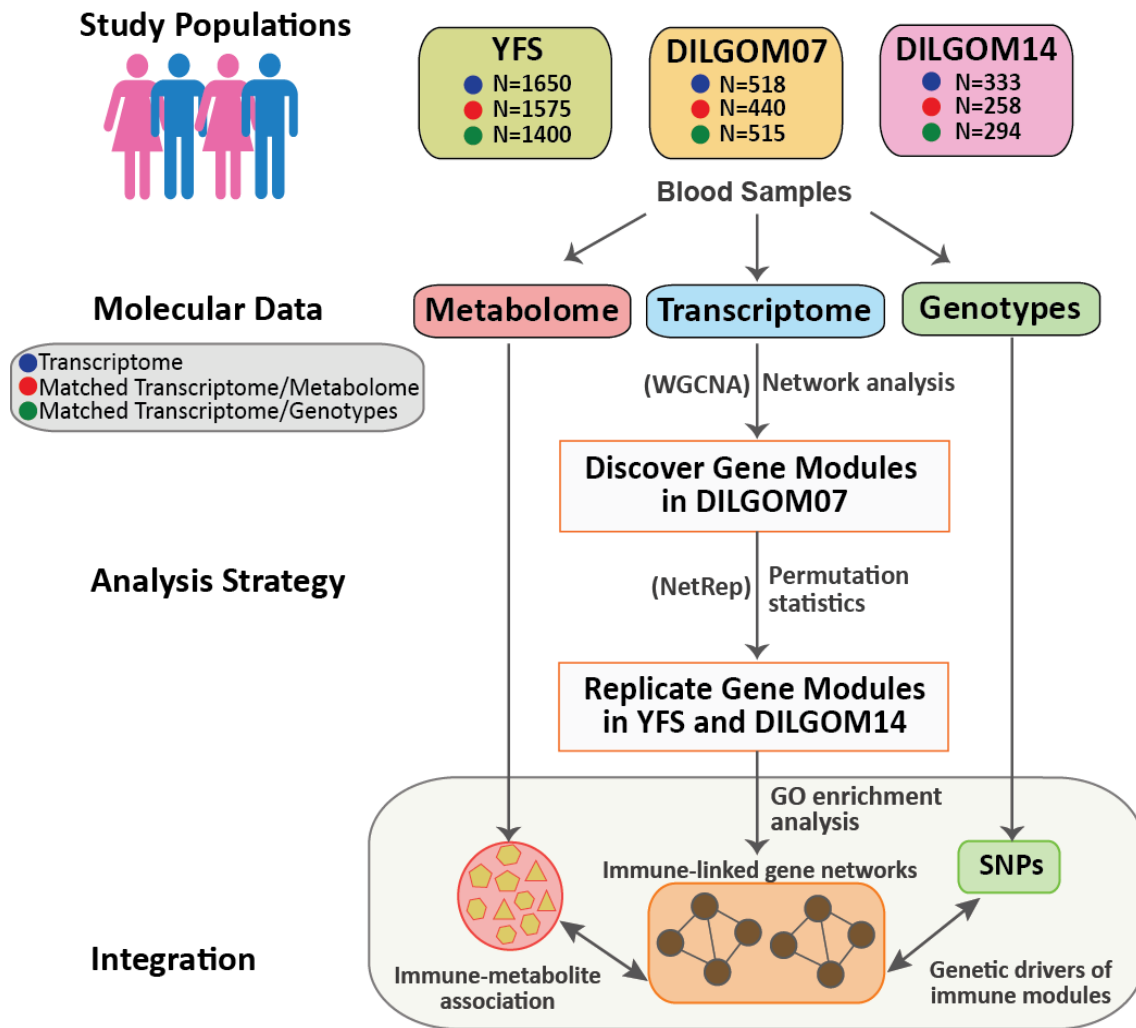 Study Populations
YFS
N=1650
N=1575
N=1400
DILGOM07
N=518
N=440
N=515
DILGOM14
N=333
N=258
N=294
Blood Samples
Molecular Data
Metabolome
Transcriptome
Genotypes
Transcriptome
Matched Transcriptome/Metabolome
Matched Transcriptome/Genotypes
(WGCNA)
Network analysis
Discover Gene Modules
in DILGOM07
Analysis Strategy
(NetRep)
Permutation
statistics
Replicate Gene Modules
in YFS and DILGOM14
GO enrichment
analysis
Immune-linked gene networks
SNPs
Integration
Immune-metabolite
association
Genetic drivers of
immune modules